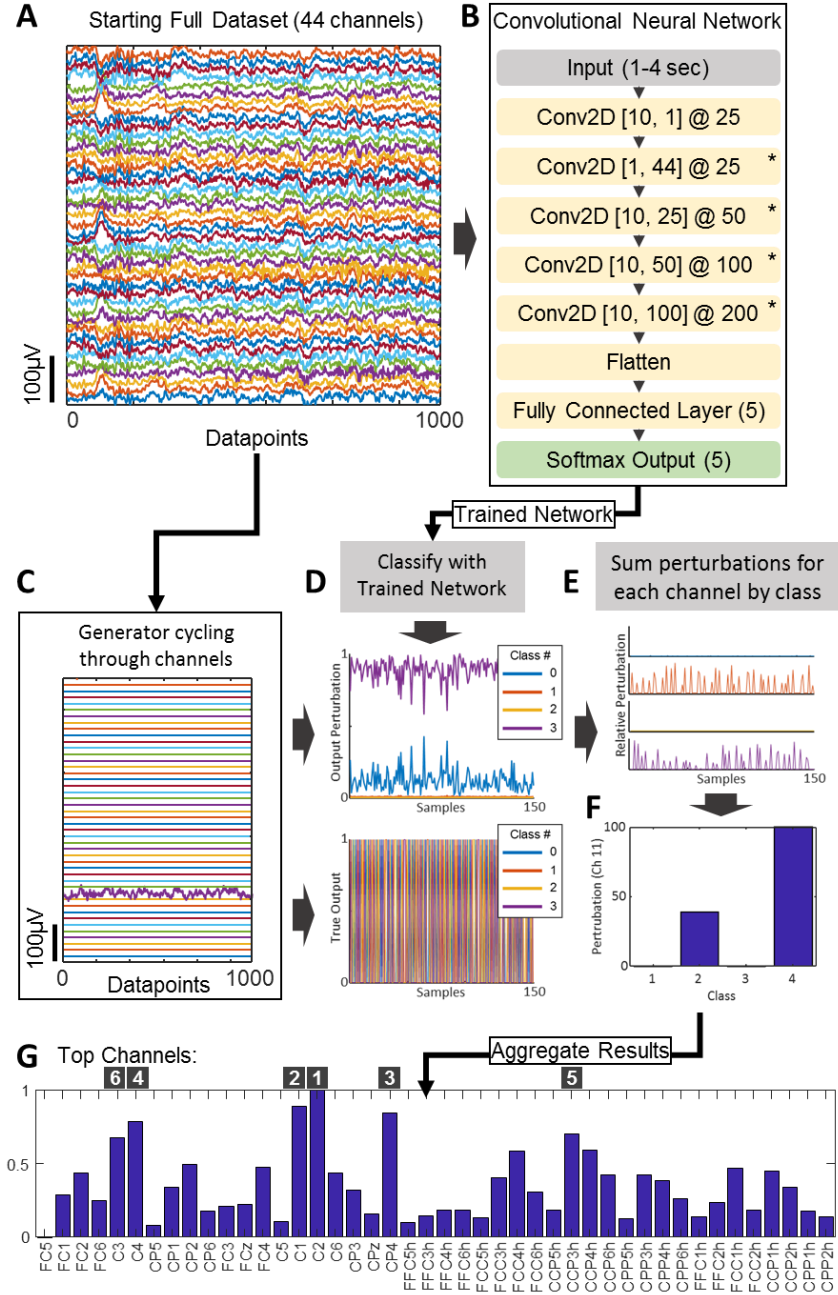 A
Starting Full Dataset (44 channels)
100µV
0
1000
Datapoints
B
Convolutional Neural Network
Input (1-4 sec)
Conv2D [10, 1] @ 25
Conv2D [1, 44] @ 25 *
Conv2D [10, 25] @ 50 *
Conv2D [10, 50] @ 100 *
Conv2D [10, 100] @ 200 *
Flatten
Fully Connected Layer (5)
Softmax Output (5)
Trained Network
C
Generator cycling
through channels
100µV
0
1000
Datapoints
D
Classify with
Trained Network
Output Perturbation
1
0
Samples
150
Class #
0
1
2
3
True Output
1
0
Samples
150
Class #
0
1
2
3
E
Sum perturbations for
each channel by class
Relative Perturbation
Samples
150
F
Pertrubation (Ch 11)
100
50
0
1 2 3 4
Class
Aggregate Results
G
Top Channels:
6 4 2 1 3 5
1
0.5
0
FC5
FC1
FC2
FC6
C3
C4
CP5
CP1
CP2
CP6
FC3
FCz
FC4
C5
C1
C2
C6
CP3
CPz
CP4
FFC5h
FFC3h
FFC4h
FFC6h
FCC5h
FCC3h
FCC4h
FCC6h
CCP5h
CCP3h
CCP4h
CCP6h
CPP5h
CPP3h
CPP4h
CPP6h
FFC1h
FFC2h
FCC1h
FCC2h
CCP1h
CCP2h
CPP1h
CPP2h